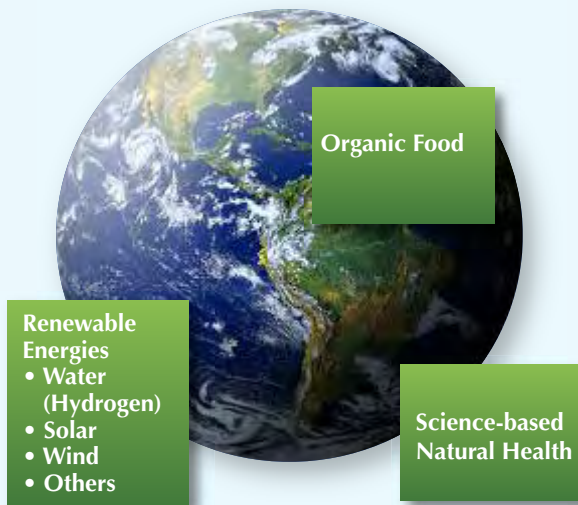 Organic Food
Renewable
Energies
• Water
(Hydrogen)
• Solar
• Wind
• Others
Science-based
Natural Health